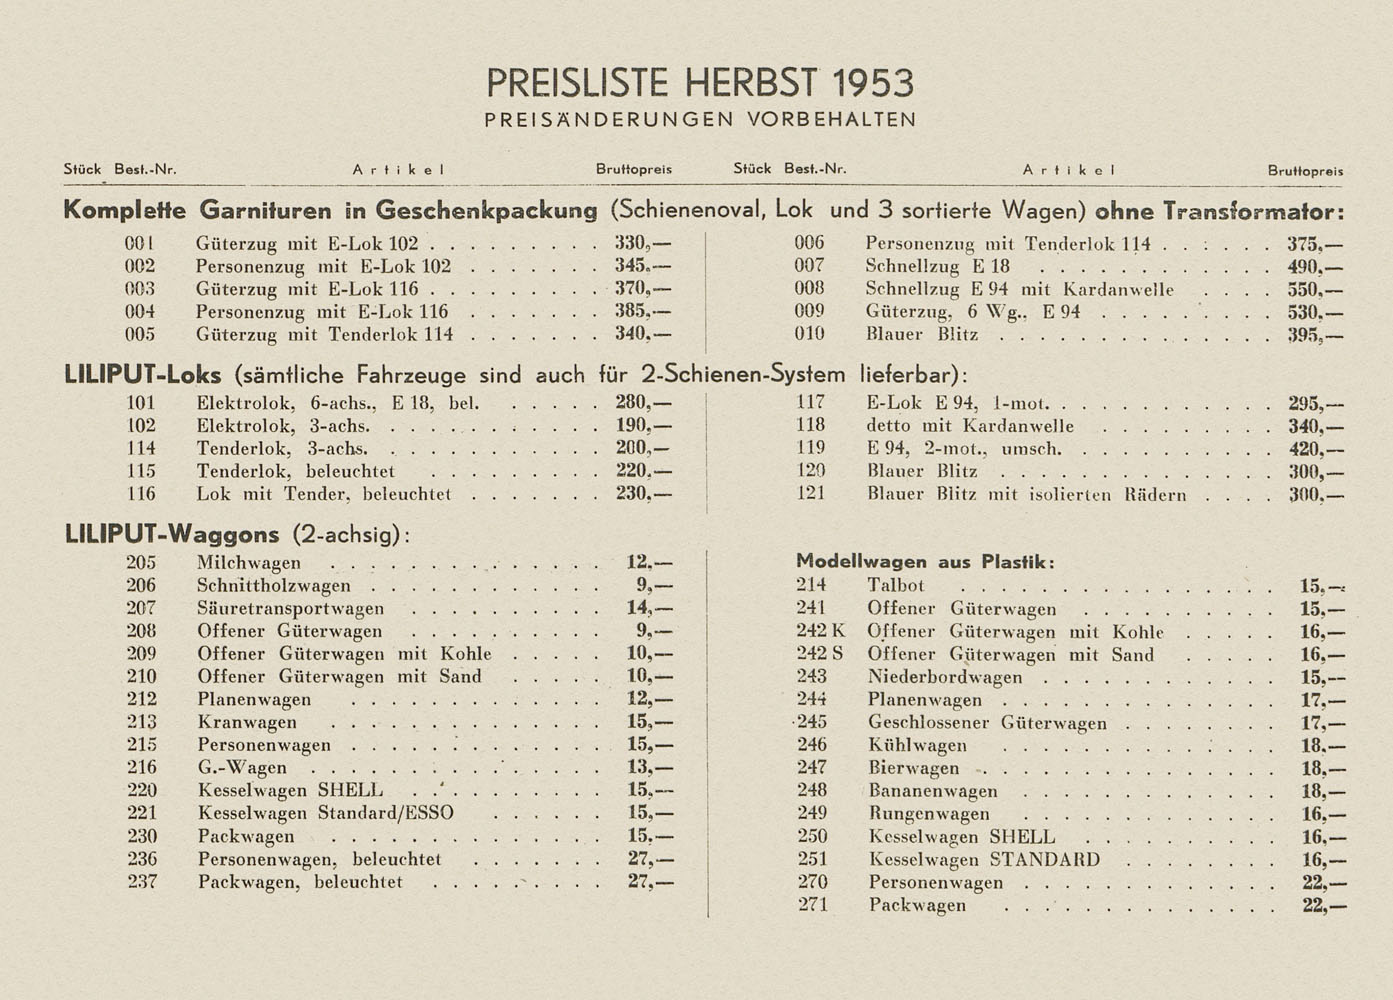 PREISLISTE HERBST 1953
PREISÄNDERUNGEN VORBEHALTEN
Stück Best.-Nr. Artikel Bruttopreis Stück Best.-Nr. Artikel Bruttopreis
Komplette Garnituren in Geschenkpackung (Schienenoval, Lok und 3 sortierte Wagen) ohne Transformator:
001 Güterzug mit E-Lok 102 . . . . . . . . 330,—
002 Personenzug mit E-Lok 102 . . . . . . . 345,—
003 Güterzug mit E-Lok 116 . . . . . . . . 370,—
004 Personenzug mit E-Lok 116 . . . . . . . 385,—
005 Güterzug mit Tenderlok 114 . . . . . . . 340,—
006 Personenzug mit Tenderlok 114 . . . . . . 375,—
007 Schnellzug E 18 . . . . . . . . . . . . 490,—
008 Schnellzug E 94 mit Kardanwelle . . . . 550,—
009 Güterzug, 6 Wg., E 94 . . . . . . . . . 530,—
010 Blauer Blitz . . . . . . . . . . . . . . 395,—
LILIPUT-Loks (sämtliche Fahrzeuge sind auch für 2-Schienen-System lieferbar):
101 Elektrolok, 6-achs., E 18, bel. . . . . . 280,—
102 Elektrolok, 3-achs. . . . . . . . . . . . 190,—
114 Tenderlok, 3-achs. . . . . . . . . . . . 200,—
115 Tenderlok, beleuchtet . . . . . . . . . 220,—
116 Lok mit Tender, beleuchtet . . . . . . . 230,—
117 E-Lok E 94, 1-mot. . . . . . . . . . . . 295,—
118 detto mit Kardanwelle . . . . . . . . . 340,—
119 E 94, 2-mot., umsch. . . . . . . . . . . 420,—
120 Blauer Blitz . . . . . . . . . . . . . . 300,—
121 Blauer Blitz mit isolierten Rädern . . . . 300,—
LILIPUT-Waggons (2-achsig):
205 Milchwagen . . . . . . . . . . . . . . 12,—
206 Schnittholzwagen . . . . . . . . . . . . 9,—
207 Säuretransportwagen . . . . . . . . . . 14,—
208 Offener Güterwagen . . . . . . . . . . 9,—
209 Offener Güterwagen mit Kohle . . . . . 10,—
210 Offener Güterwagen mit Sand . . . . . 10,—
212 Planenwagen . . . . . . . . . . . . . 12,—
213 Kranwagen . . . . . . . . . . . . . . 15,—
215 Personenwagen . . . . . . . . . . . . . 15,—
216 G.-Wagen . . . . . . . . . . . . . . . 13,—
220 Kesselwagen SHELL . . . . . . . . . . 15,—
221 Kesselwagen Standard/ESSO . . . . . . 15,—
230 Packwagen . . . . . . . . . . . . . . 15,—
236 Personenwagen, beleuchtet . . . . . . . 27,—
237 Packwagen, beleuchtet . . . . . . . . . 27,—
Modellwagen aus Plastik:
214 Talbot . . . . . . . . . . . . . . . . 15,—
241 Offener Güterwagen . . . . . . . . . . 15,—
242 K Offener Güterwagen mit Kohle . . . . . 16,—
242 S Offener Güterwagen mit Sand . . . . . 16,—
243 Niederbordwagen . . . . . . . . . . . . 15,—
244 Planenwagen . . . . . . . . . . . . . . 17,—
245 Geschlossener Güterwagen . . . . . . . . 17,—
246 Kühlwagen . . . . . . . . . . . . . . 18,—
247 Bierwagen . . . . . . . . . . . . . . . 18,—
248 Bananenwagen . . . . . . . . . . . . . 18,—
249 Rungenwagen . . . . . . . . . . . . . 16,—
250 Kesselwagen SHELL . . . . . . . . . . 16,—
251 Kesselwagen STANDARD . . . . . . . . 16,—
270 Personenwagen . . . . . . . . . . . . . 22,—
271 Packwagen . . . . . . . . . . . . . . 22,—